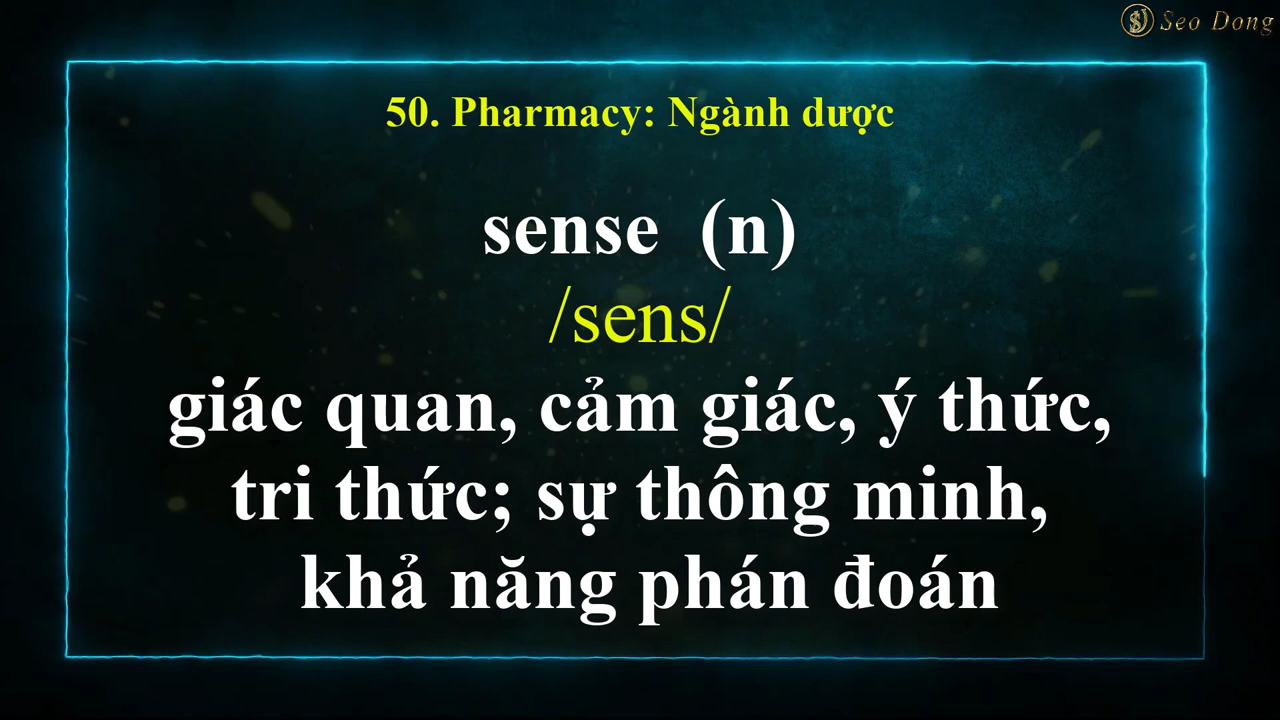 Seo Dong
50. Pharmacy: Ngành dược
sense (n)
/sens/
giác quan, cảm giác, ý thức,
tri thức; sự thông minh,
khả năng phán đoán